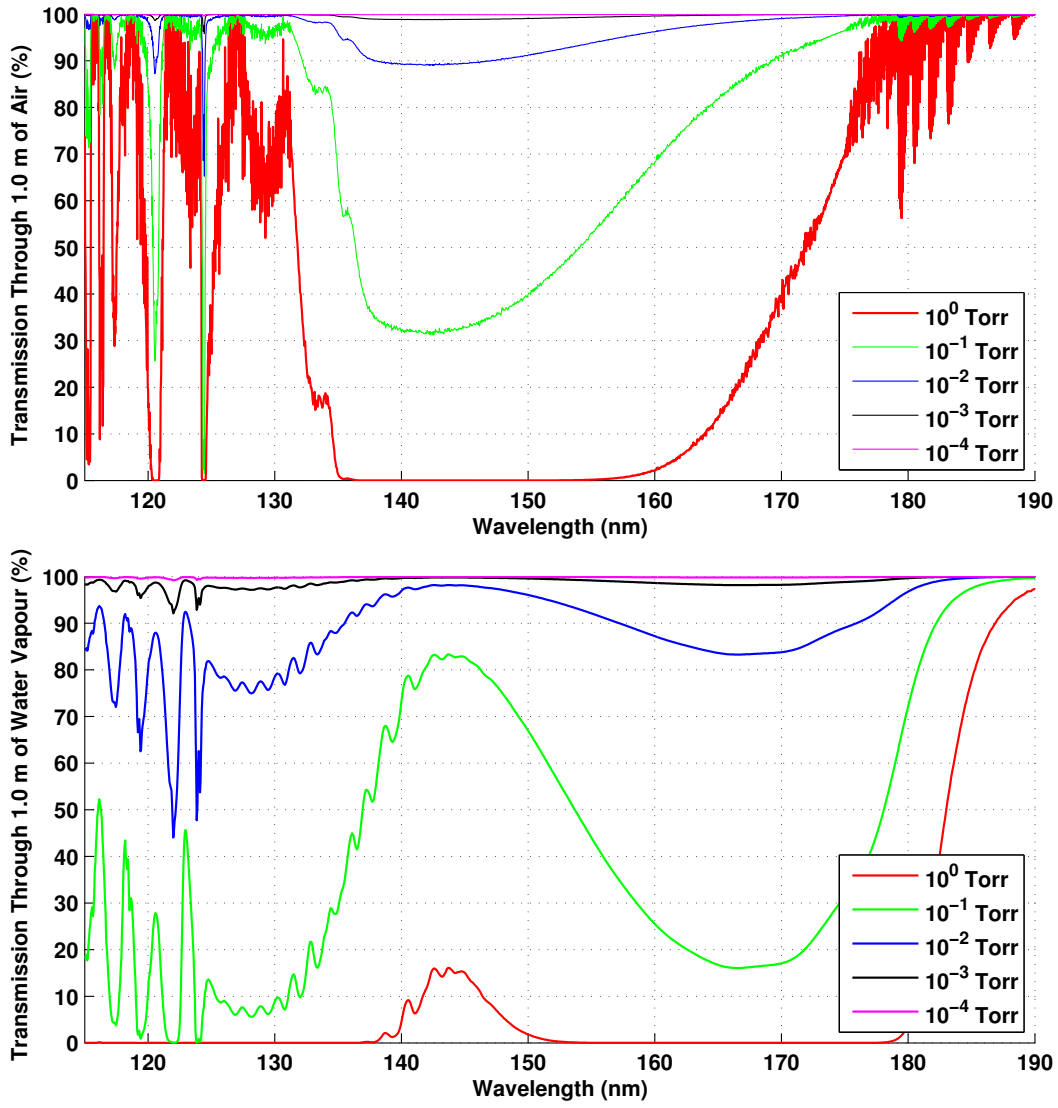 Transmission Through 1.0 m of Air (%)
100
90
80
70
60
50
40
30
20
10
0
120
130
140
150
160
170
180
190
Wavelength (nm)
10⁰ Torr
10⁻¹ Torr
10⁻² Torr
10⁻³ Torr
10⁻⁴ Torr
Transmission Through 1.0 m of Water Vapour (%)
100
90
80
70
60
50
40
30
20
10
0
120
130
140
150
160
170
180
190
Wavelength (nm)
10⁰ Torr
10⁻¹ Torr
10⁻² Torr
10⁻³ Torr
10⁻⁴ Torr